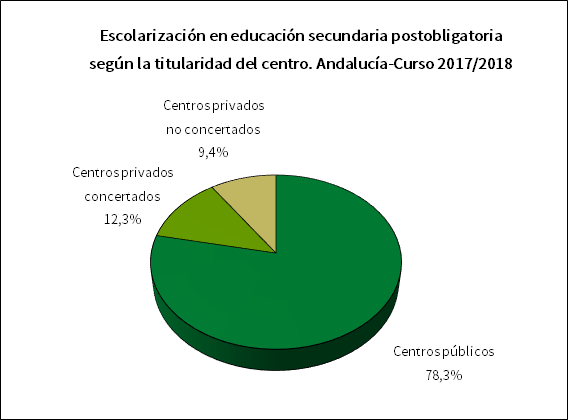 Escolarización en educación secundaria postobligatoria
según la titularidad del centro. Andalucía-Curso 2017/2018
Centros privados
no concertados
9,4%
Centros privados
concertados
12,3%
Centros públicos
78,3%